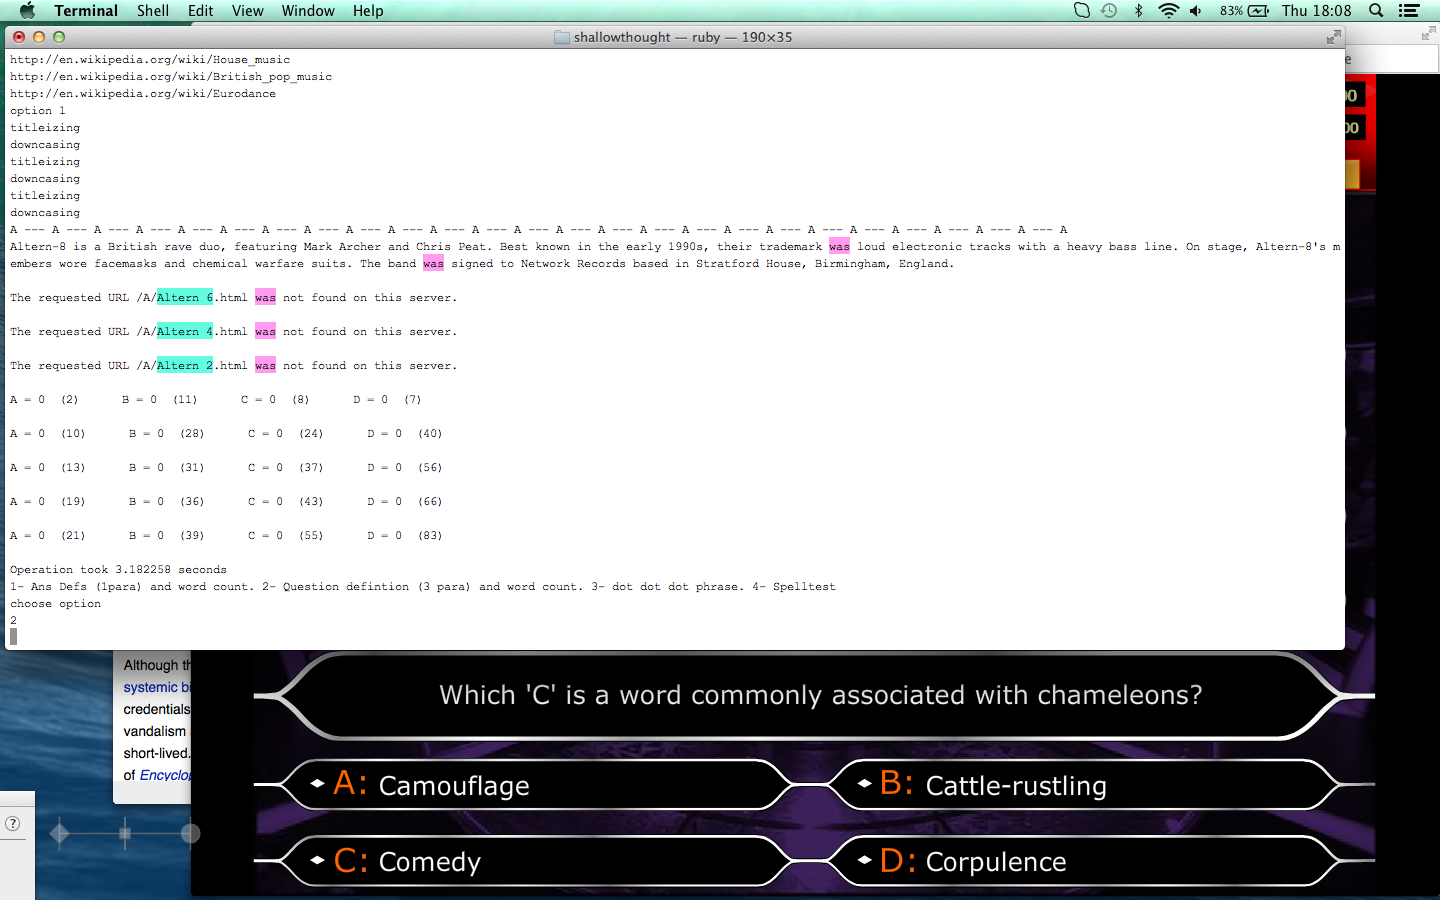 Terminal Shell Edit View Window Help 83% Thu 18:08
shallowthought — ruby — 190×35
http://en.wikipedia.org/wiki/House_music
http://en.wikipedia.org/wiki/British_pop_music
http://en.wikipedia.org/wiki/Eurodance
option 1
titleizing
downcasing
titleizing
downcasing
titleizing
downcasing
A --- A --- A --- A --- A --- A --- A --- A --- A --- A --- A --- A --- A --- A --- A --- A --- A --- A --- A --- A --- A --- A --- A --- A --- A --- A
Altern-8 is a British rave duo, featuring Mark Archer and Chris Peat. Best known in the early 1990s, their trademark was loud electronic tracks with a heavy bass line. On stage, Altern-8's m
embers wore facemasks and chemical warfare suits. The band was signed to Network Records based in Stratford House, Birmingham, England.
The requested URL /A/Altern 6.html was not found on this server.
The requested URL /A/Altern 4.html was not found on this server.
The requested URL /A/Altern 2.html was not found on this server.
A = 0 (2) B = 0 (11) C = 0 (8) D = 0 (7)
A = 0 (10) B = 0 (28) C = 0 (24) D = 0 (40)
A = 0 (13) B = 0 (31) C = 0 (37) D = 0 (56)
A = 0 (19) B = 0 (36) C = 0 (43) D = 0 (66)
A = 0 (21) B = 0 (39) C = 0 (55) D = 0 (83)
Operation took 3.182258 seconds
1- Ans Defs (1para) and word count. 2- Question defintion (3 para) and word count. 3- dot dot dot phrase. 4- Spelltest
choose option
2
Although
systemic
credentials
vandalism
short-lived.
of
Which 'C' is a word commonly associated with chameleons?
A: Camouflage
B: Cattle-rustling
C: Comedy
D: Corpulence
?